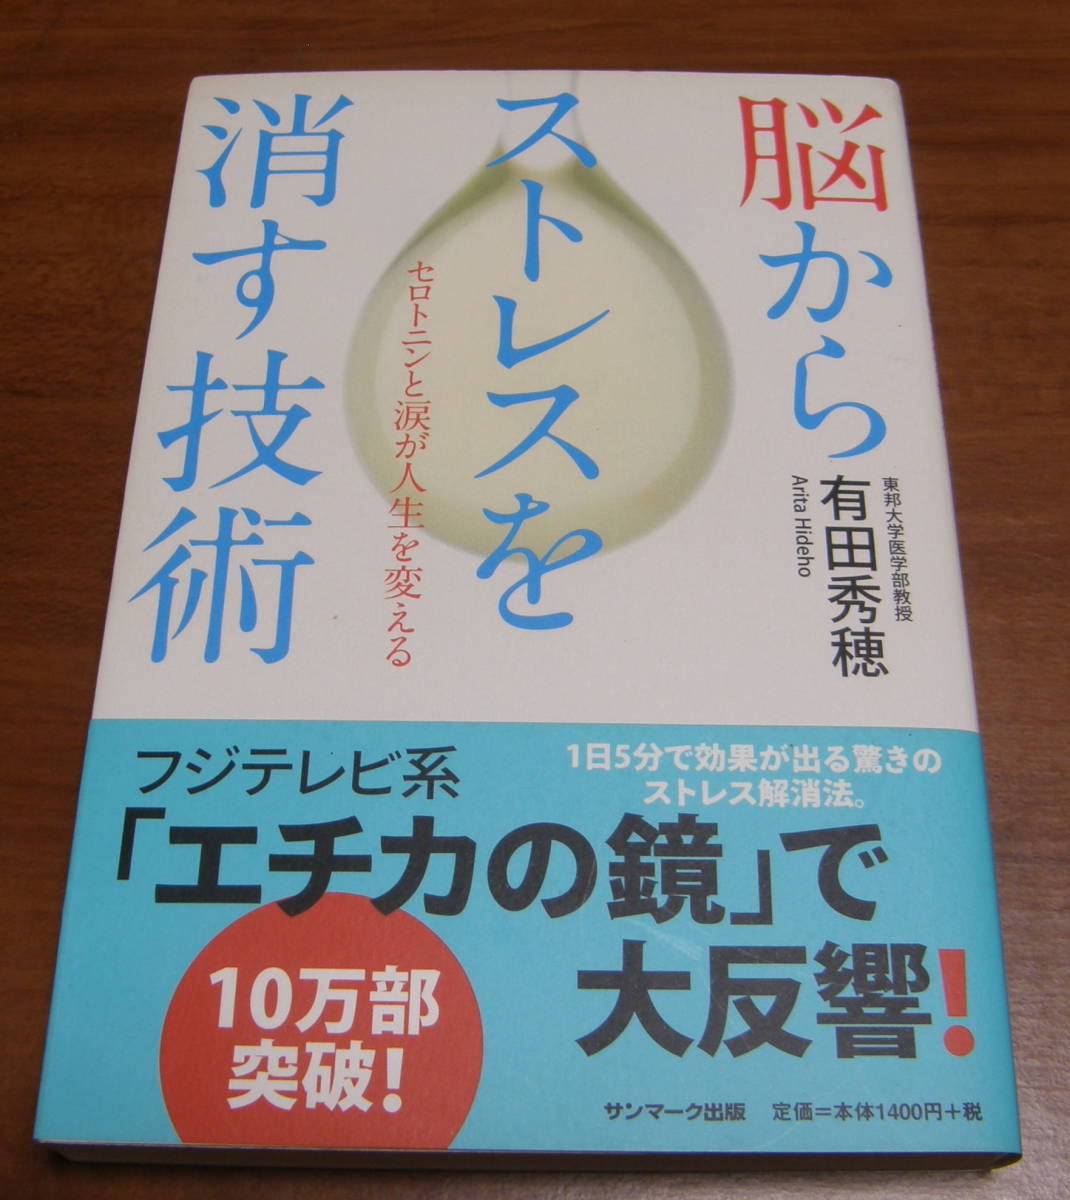 脳から
ストレスを
消す技術
セロトニンと涙が人生を変える
東邦大学医学部教授
有田秀穂
Arita Hideho
フジテレビ系
1日5分で効果が出る驚きの
ストレス解消法。
「エチカの鏡」で
大反響!
10万部
突破!
サンマーク出版 定価=本体1400円+税